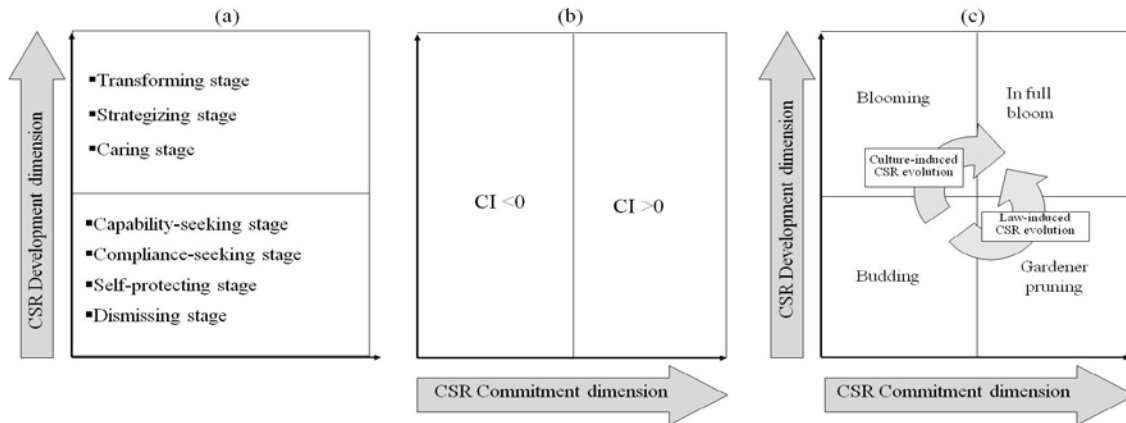 (a)
CSR Development dimension
▪Transforming stage
▪Strategizing stage
▪Caring stage
▪Capability-seeking stage
▪Compliance-seeking stage
▪Self-protecting stage
▪Dismissing stage
(b)
CI <0
CI >0
CSR Commitment dimension
(c)
CSR Development dimension
Blooming
In full
bloom
Culture-induced
CSR evolution
Law-induced
CSR evolution
Budding
Gardener
pruning
CSR Commitment dimension